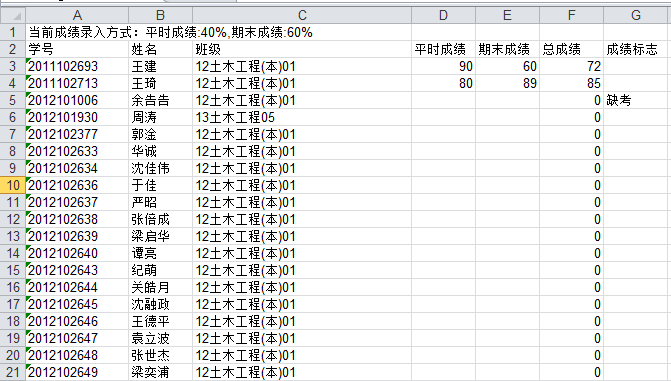 A B C D E F G
1 当前成绩录入方式：平时成绩:40%,期末成绩:60%
2 学号 姓名 班级 平时成绩 期末成绩 总成绩 成绩标志
3 2011102693 王建 12土木工程(本)01 90 60 72
4 2011102713 王琦 12土木工程(本)01 80 89 85
5 2012101006 余啬啬 12土木工程(本)01 0 缺考
6 2012101930 周涛 13土木工程05 0
7 2012102377 郭淦 12土木工程(本)01 0
8 2012102633 华诚 12土木工程(本)01 0
9 2012102634 沈佳伟 12土木工程(本)01 0
10 2012102636 于佳 12土木工程(本)01 0
11 2012102637 严昭 12土木工程(本)01 0
12 2012102638 张倍成 12土木工程(本)01 0
13 2012102639 梁启华 12土木工程(本)01 0
14 2012102640 谭亮 12土木工程(本)01 0
15 2012102643 纪萌 12土木工程(本)01 0
16 2012102644 关皓月 12土木工程(本)01 0
17 2012102645 沈融政 12土木工程(本)01 0
18 2012102646 王德平 12土木工程(本)01 0
19 2012102647 袁立波 12土木工程(本)01 0
20 2012102648 张世杰 12土木工程(本)01 0
21 2012102649 梁奕浦 12土木工程(本)01 0